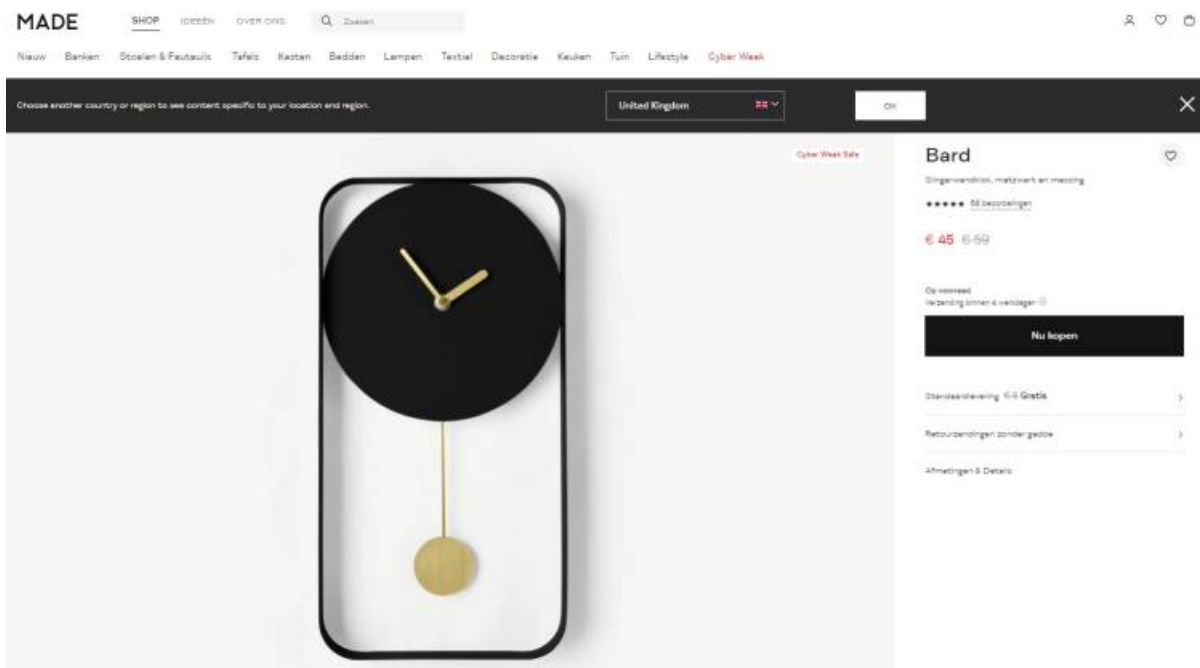 MADE
SHOP IDEEËN OVER ONS Zoeken
Nieuw Banken Stoelen & Fauteuils Tafels Kasten Bedden Lampen Textiel Decoratie Keuken Tuin Lifestyle Cyber Week
Choose another country or region to see content specific to your location and region.
United Kingdom
OK
Cyber Week Sale
Bard
Slingerwandklok, matzwart en messing
56 beoordelingen
€ 45 € 59
Op voorraad
Verzending binnen 4 werkdagen
Nu kopen
Standaardlevering € 5 Gratis
Retourzendingen zonder gedoe
Afmetingen & Details